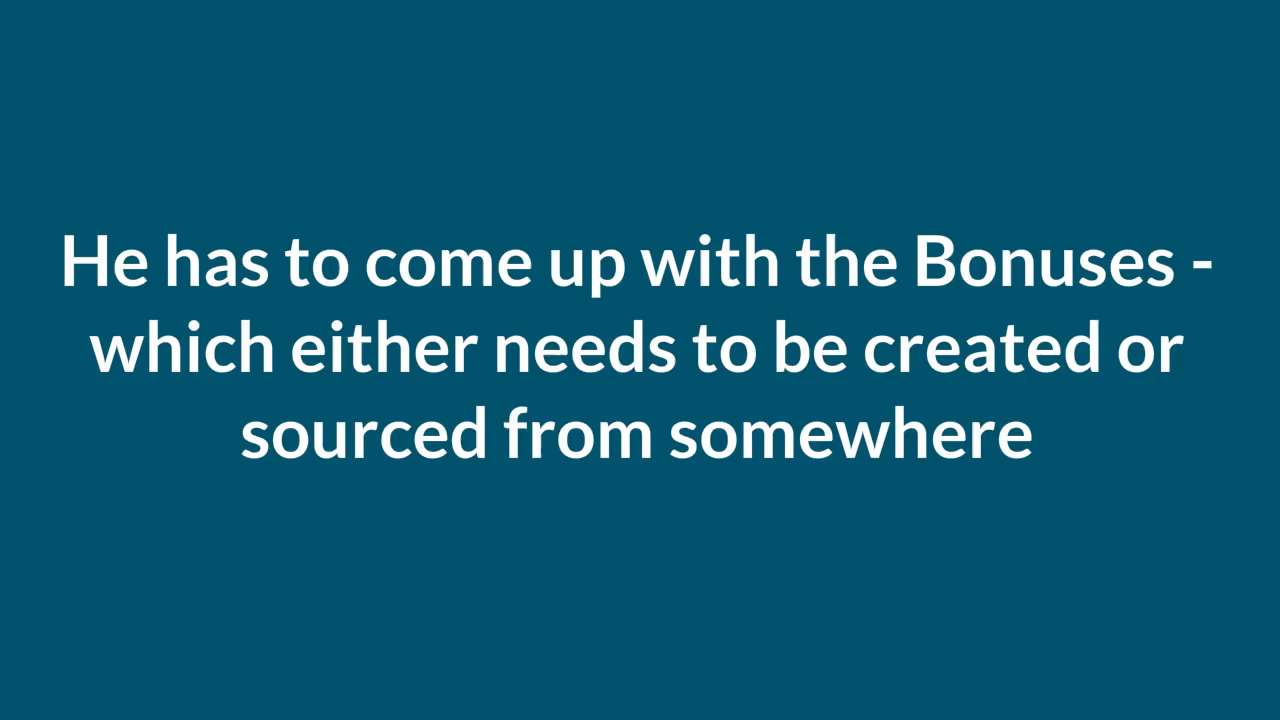 He has to come up with the Bonuses -
which either needs to be created or
sourced from somewhere